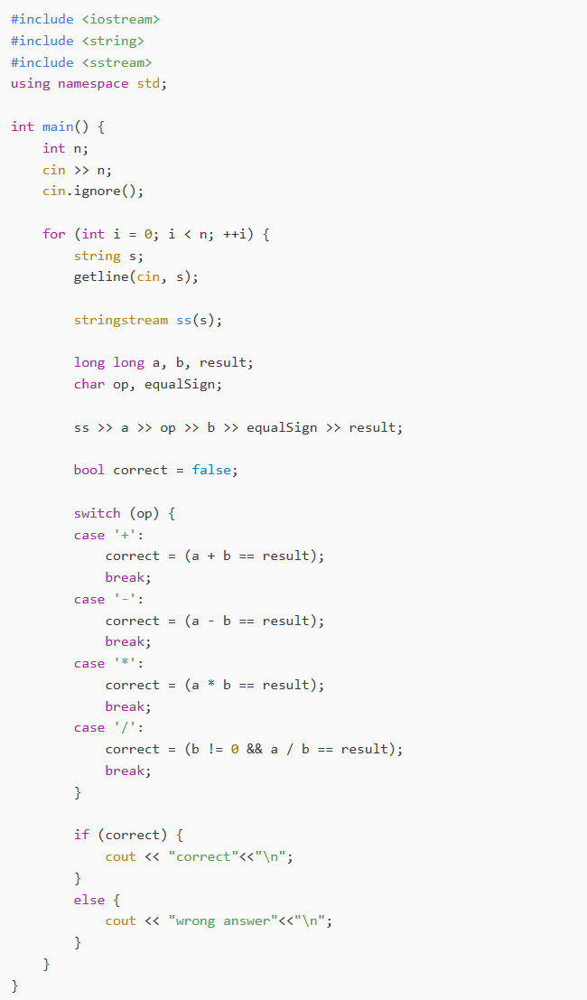 #include <iostream>
#include <string>
#include <sstream>
using namespace std;

int main() {
    int n;
    cin >> n;
    cin.ignore();

    for (int i = 0; i < n; ++i) {
        string s;
        getline(cin, s);

        stringstream ss(s);

        long long a, b, result;
        char op, equalSign;

        ss >> a >> op >> b >> equalSign >> result;

        bool correct = false;

        switch (op) {
        case '+':
            correct = (a + b == result);
            break;
        case '-':
            correct = (a - b == result);
            break;
        case '*':
            correct = (a * b == result);
            break;
        case '/':
            correct = (b != 0 && a / b == result);
            break;
        }

        if (correct) {
            cout << "correct"<<"\n";
        }
        else {
            cout << "wrong answer"<<"\n";
        }
    }
}